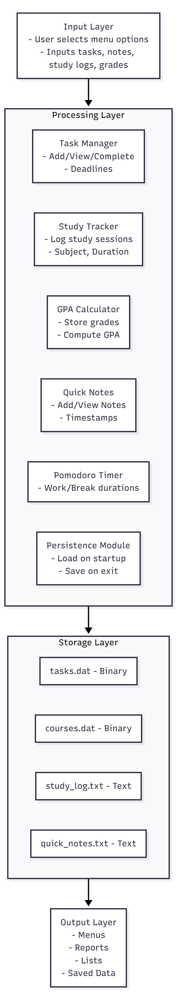 Input Layer
- User selects menu options
- Inputs tasks, notes,
study logs, grades
Processing Layer
Task Manager
- Add/View/Complete
- Deadlines
Study Tracker
- Log study sessions
- Subject, Duration
GPA Calculator
- Store grades
- Compute GPA
Quick Notes
- Add/View Notes
- Timestamps
Pomodoro Timer
- Work/Break durations
Persistence Module
- Load on startup
- Save on exit
Storage Layer
tasks.dat - Binary
courses.dat - Binary
study_log.txt - Text
quick_notes.txt - Text
Output Layer
- Menus
- Reports
- Lists
- Saved Data